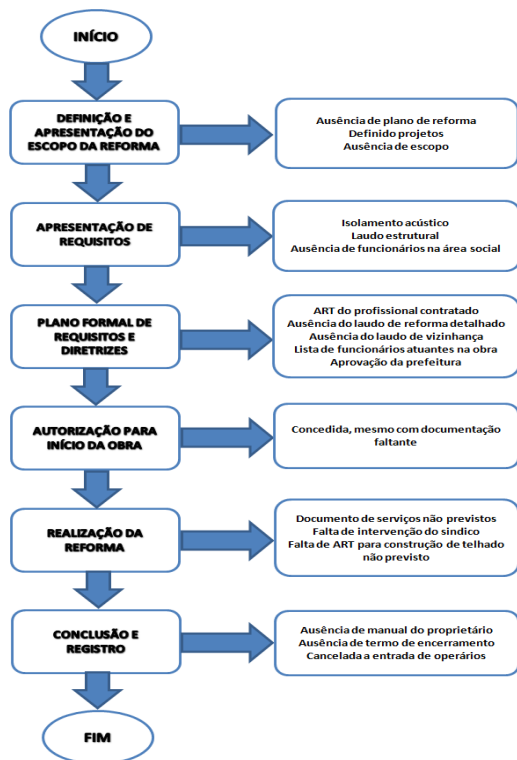 INÍCIO
DEFINIÇÃO E
APRESENTAÇÃO DO
ESCOPO DA REFORMA
Ausência de plano de reforma
Definido projetos
Ausência de escopo
APRESENTAÇÃO DE
REQUISITOS
Isolamento acústico
Laudo estrutural
Ausência de funcionários na área social
PLANO FORMAL DE
REQUISITOS E
DIRETRIZES
ART do profissional contratado
Ausência do laudo de reforma detalhado
Ausência do laudo de vizinhança
Lista de funcionários atuantes na obra
Aprovação da prefeitura
AUTORIZAÇÃO PARA
INÍCIO DA OBRA
Concedida, mesmo com documentação
faltante
REALIZAÇÃO DA
REFORMA
Documento de serviços não previstos
Falta de intervenção do sindico
Falta de ART para construção de telhado
não previsto
CONCLUSÃO E
REGISTRO
Ausência de manual do proprietário
Ausência de termo de encerramento
Cancelada a entrada de operários
FIM